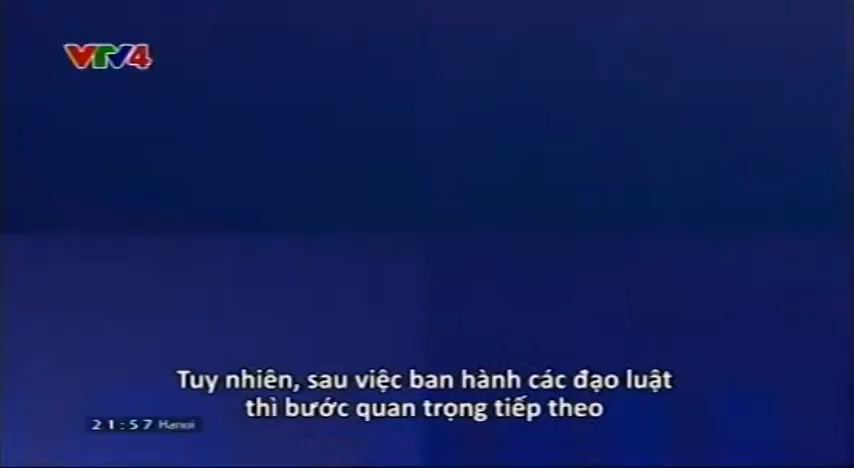 VTV4
Tuy nhiên, sau việc ban hành các đạo luật
thì bước quan trọng tiếp theo
21:57 Hanoi